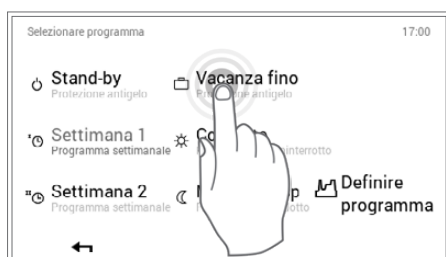 Selezionare programma 17:00
Stand-by
Protezione antigelo
Vacanza fino
antigelo
Settimana 1
Programma settimanale
Settimana 2
Programma settimanale
Definire
programma